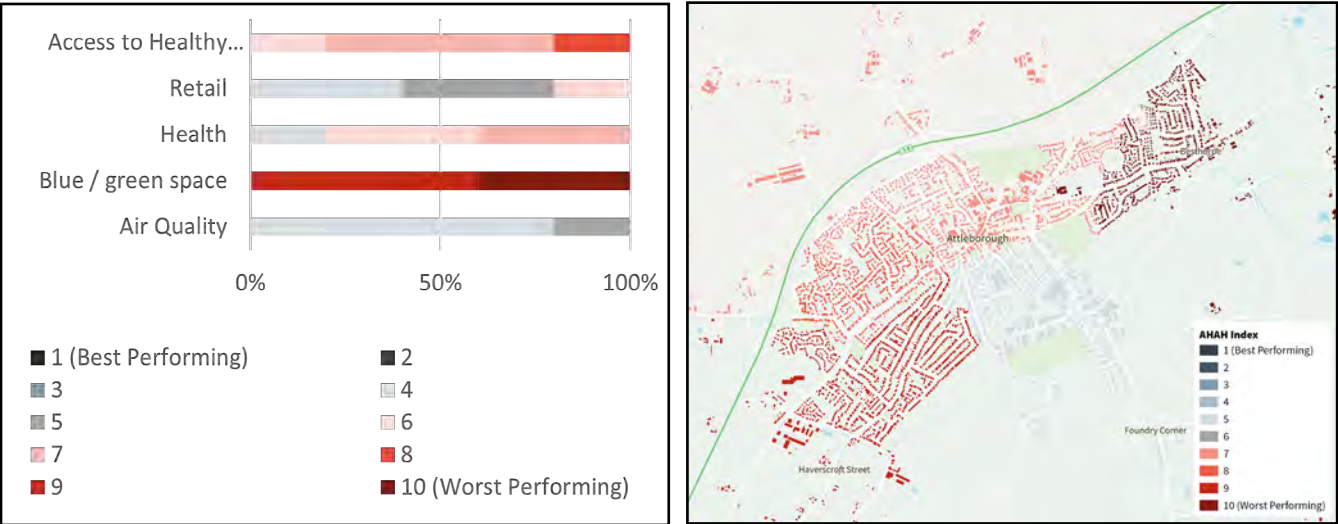 Access to Healthy...
Retail
Health
Blue / green space
Air Quality
0% 50% 100%
1 (Best Performing) 2
3 4
5 6
7 8
9 10 (Worst Performing)
Besthorpe
Attleborough
Foundry Corner
Haverscroft Street
AHAH Index
1 (Best Performing)
2
3
4
5
6
7
8
9
10 (Worst Performing)